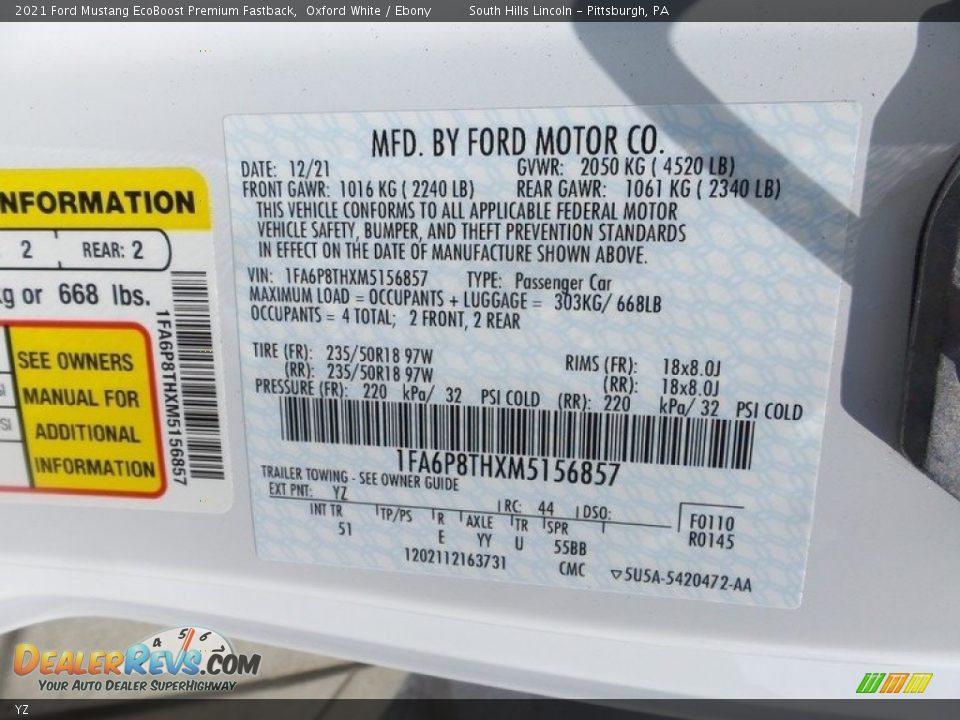 2021 Ford Mustang EcoBoost Premium Fastback,  Oxford White / Ebony    South Hills Lincoln - Pittsburgh, PA
MFD. BY FORD MOTOR CO.
DATE: 12/21    GVWR: 2050 KG ( 4520 LB)
FRONT GAWR: 1016 KG ( 2240 LB)    REAR GAWR: 1061 KG ( 2340 LB)
THIS VEHICLE CONFORMS TO ALL APPLICABLE FEDERAL MOTOR
VEHICLE SAFETY, BUMPER, AND THEFT PREVENTION STANDARDS
IN EFFECT ON THE DATE OF MANUFACTURE SHOWN ABOVE.
VIN: 1FA6P8THXM5156857    TYPE: Passenger Car
MAXIMUM LOAD = OCCUPANTS + LUGGAGE = 303KG/ 668LB
OCCUPANTS = 4 TOTAL; 2 FRONT, 2 REAR
TIRE (FR): 235/50R18 97W    RIMS (FR): 18x8.0J
(RR): 235/50R18 97W    (RR): 18x8.0J
PRESSURE (FR): 220 kPa/ 32 PSI COLD (RR): 220 kPa/ 32 PSI COLD
1FA6P8THXM5156857
TRAILER TOWING - SEE OWNER GUIDE
EXT PNT: YZ    RC: 44    DSO:    F0110
INT TR    TP/PS    R    AXLE    TR    SPR    R0145
51    E    YY    U    55BB
1202112163731    CMC    ▽5U5A-5420472-AA
NFORMATION
2    REAR: 2
kg or 668 lbs.
SEE OWNERS
MANUAL FOR
ADDITIONAL
INFORMATION
1FA6P8THXM5156857
4 5 6
DEALERREVS.COM
YOUR AUTO DEALER SUPERHIGHWAY
YZ